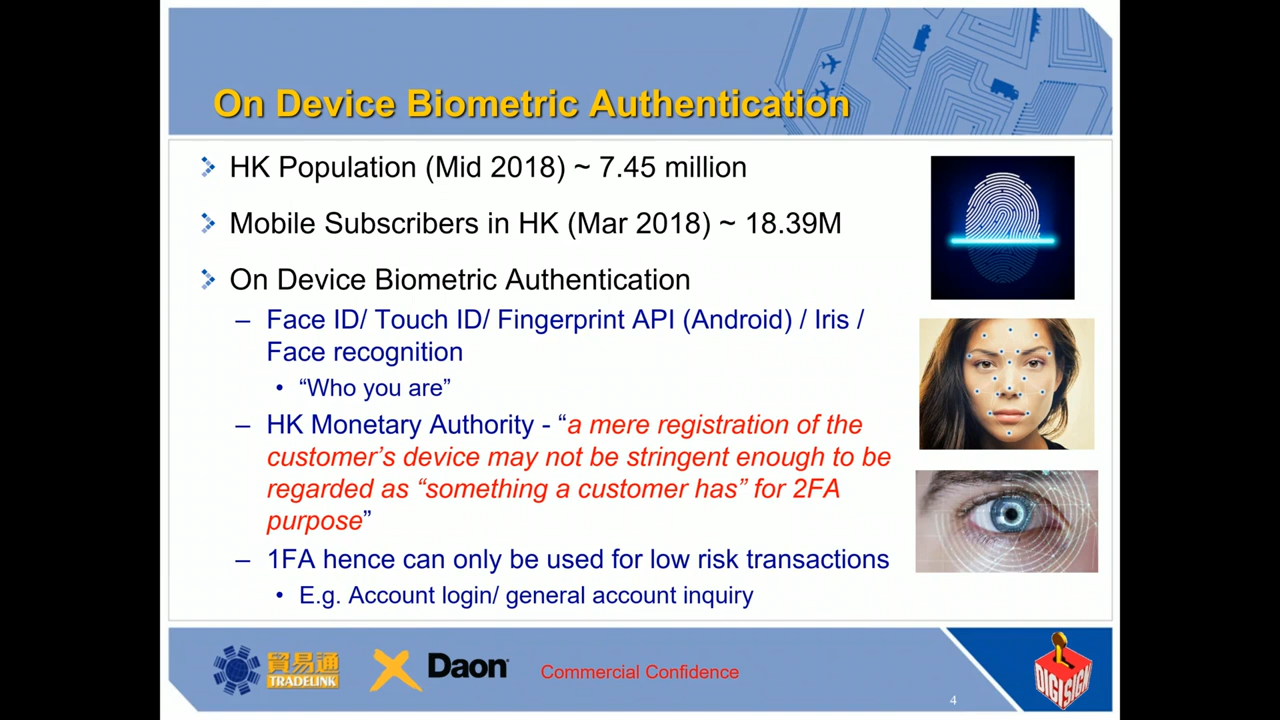 On Device Biometric Authentication
HK Population (Mid 2018) ~ 7.45 million
Mobile Subscribers in HK (Mar 2018) ~ 18.39M
On Device Biometric Authentication
– Face ID/ Touch ID/ Fingerprint API (Android) / Iris /
Face recognition
• “Who you are”
– HK Monetary Authority - “a mere registration of the
customer’s device may not be stringent enough to be
regarded as “something a customer has” for 2FA
purpose”
– 1FA hence can only be used for low risk transactions
• E.g. Account login/ general account inquiry
貿易通
TRADELINK
Daon
Commercial Confidence
4
DIGISIGN